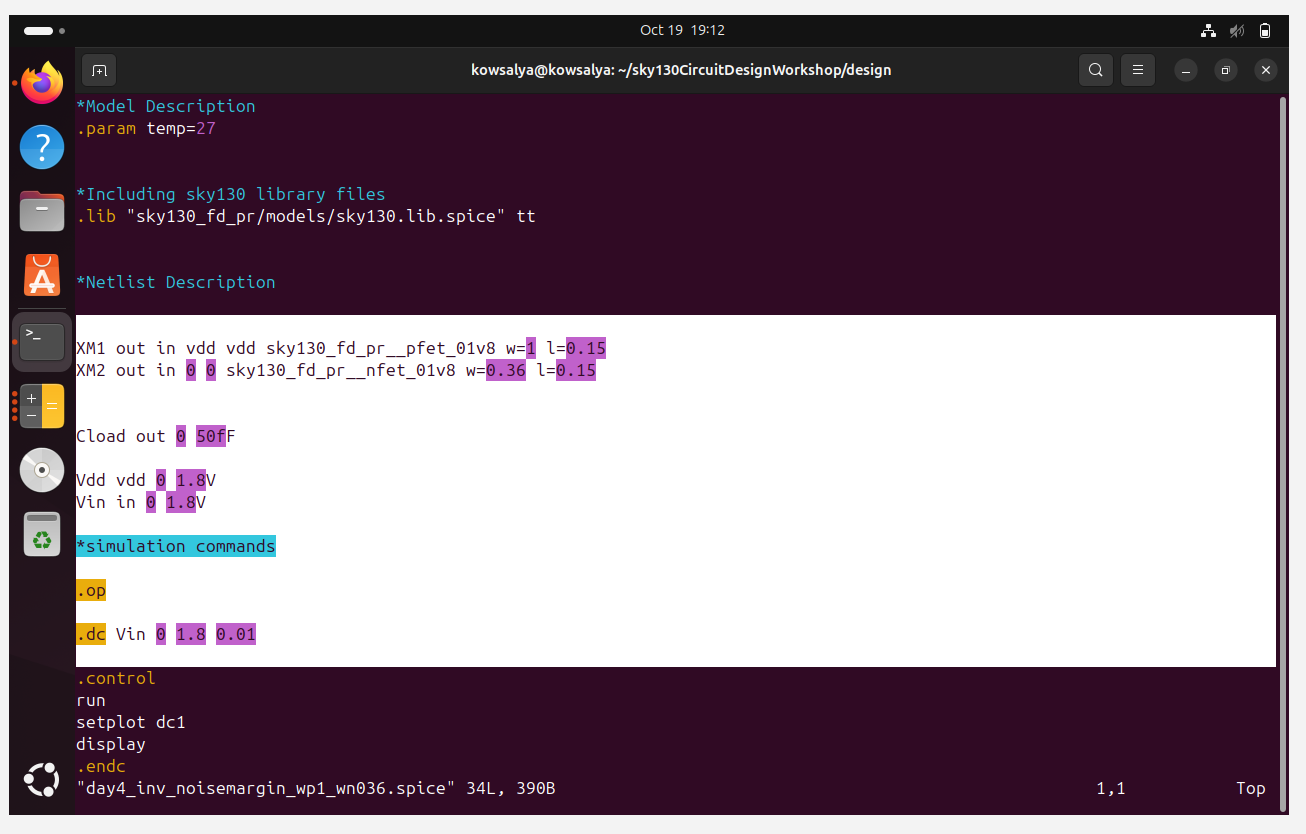 Oct 19 19:12
kowsalya@kowsalya: ~/sky130CircuitDesignWorkshop/design
*Model Description
.param temp=27
*Including sky130 library files
.lib "sky130_fd_pr/models/sky130.lib.spice" tt
*Netlist Description
XM1 out in vdd vdd sky130_fd_pr__pfet_01v8 w=1 l=0.15
XM2 out in 0 0 sky130_fd_pr__nfet_01v8 w=0.36 l=0.15
Cload out 0 50fF
Vdd vdd 0 1.8V
Vin in 0 1.8V
*simulation commands
.op
.dc Vin 0 1.8 0.01
.control
run
setplot dc1
display
.endc
"day4_inv_noisemargin_wp1_wn036.spice" 34L, 390B 1,1 Top